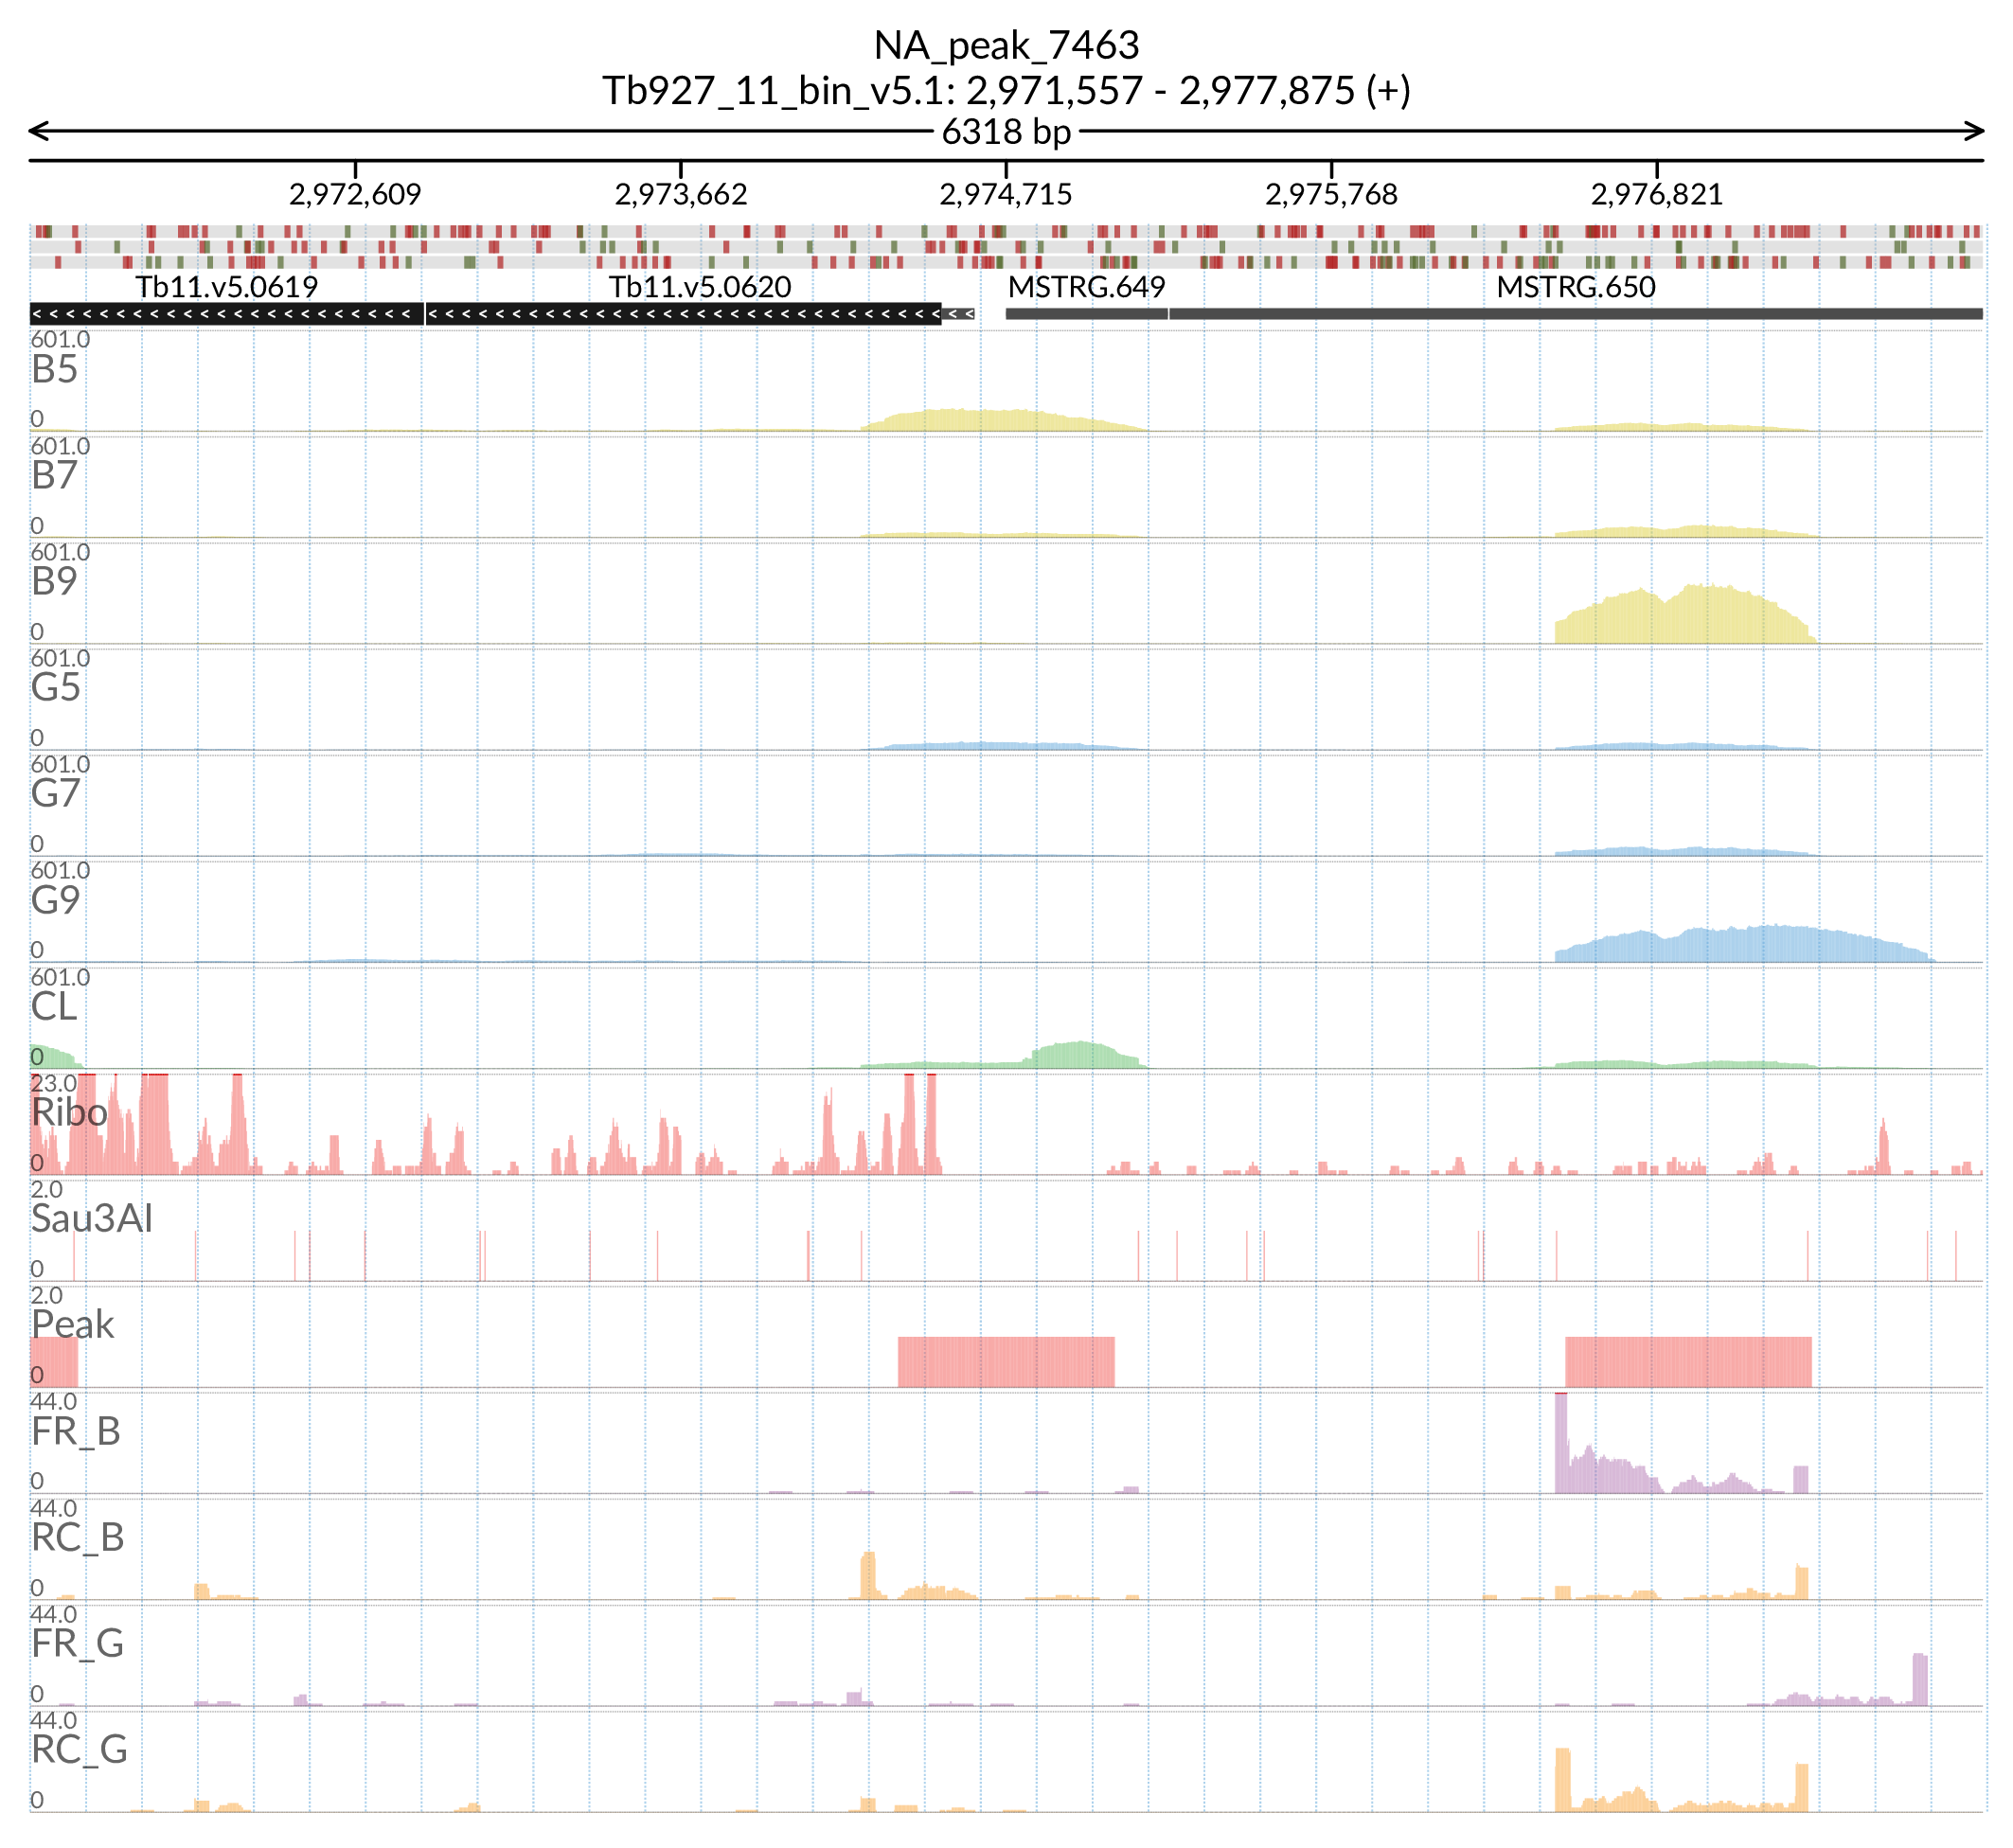 NA_peak_7463
Tb927_11_bin_v5.1: 2,971,557 - 2,977,875 (+)
6318 bp
2,972,609 2,973,662 2,974,715 2,975,768 2,976,821
Tb11.v5.0619 Tb11.v5.0620 MSTRG.649 MSTRG.650
601.0
B5
0
601.0
B7
0
601.0
B9
0
601.0
G5
0
601.0
G7
0
601.0
G9
0
601.0
CL
0
23.0
Ribo
0
2.0
Sau3AI
0
2.0
Peak
0
44.0
FR_B
0
44.0
RC_B
0
44.0
FR_G
0
44.0
RC_G
0